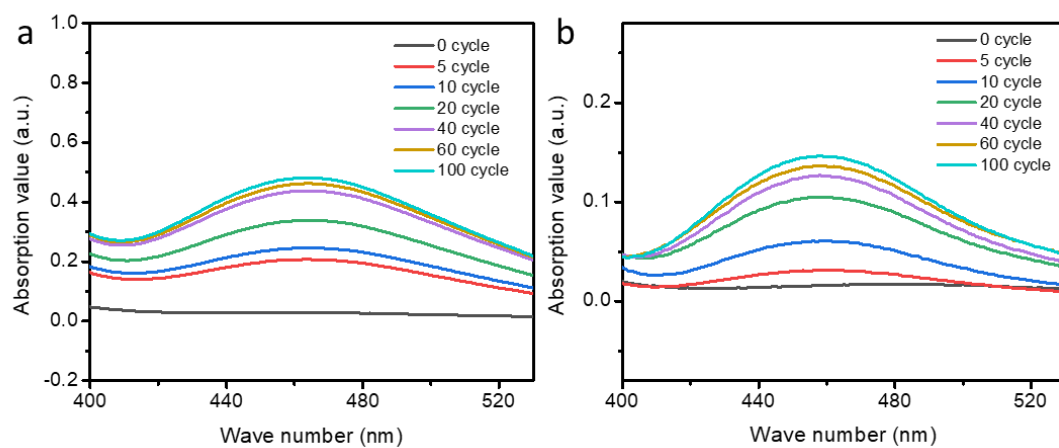 a
1.0
0.8
0.6
0.4
0.2
0.0
-0.2
400
440
480
520
Absorption value (a.u.)
Wave number (nm)
0 cycle
5 cycle
10 cycle
20 cycle
40 cycle
60 cycle
100 cycle
b
0.2
0.1
0.0
400
440
480
520
Absorption value (a.u.)
Wave number (nm)
0 cycle
5 cycle
10 cycle
20 cycle
40 cycle
60 cycle
100 cycle